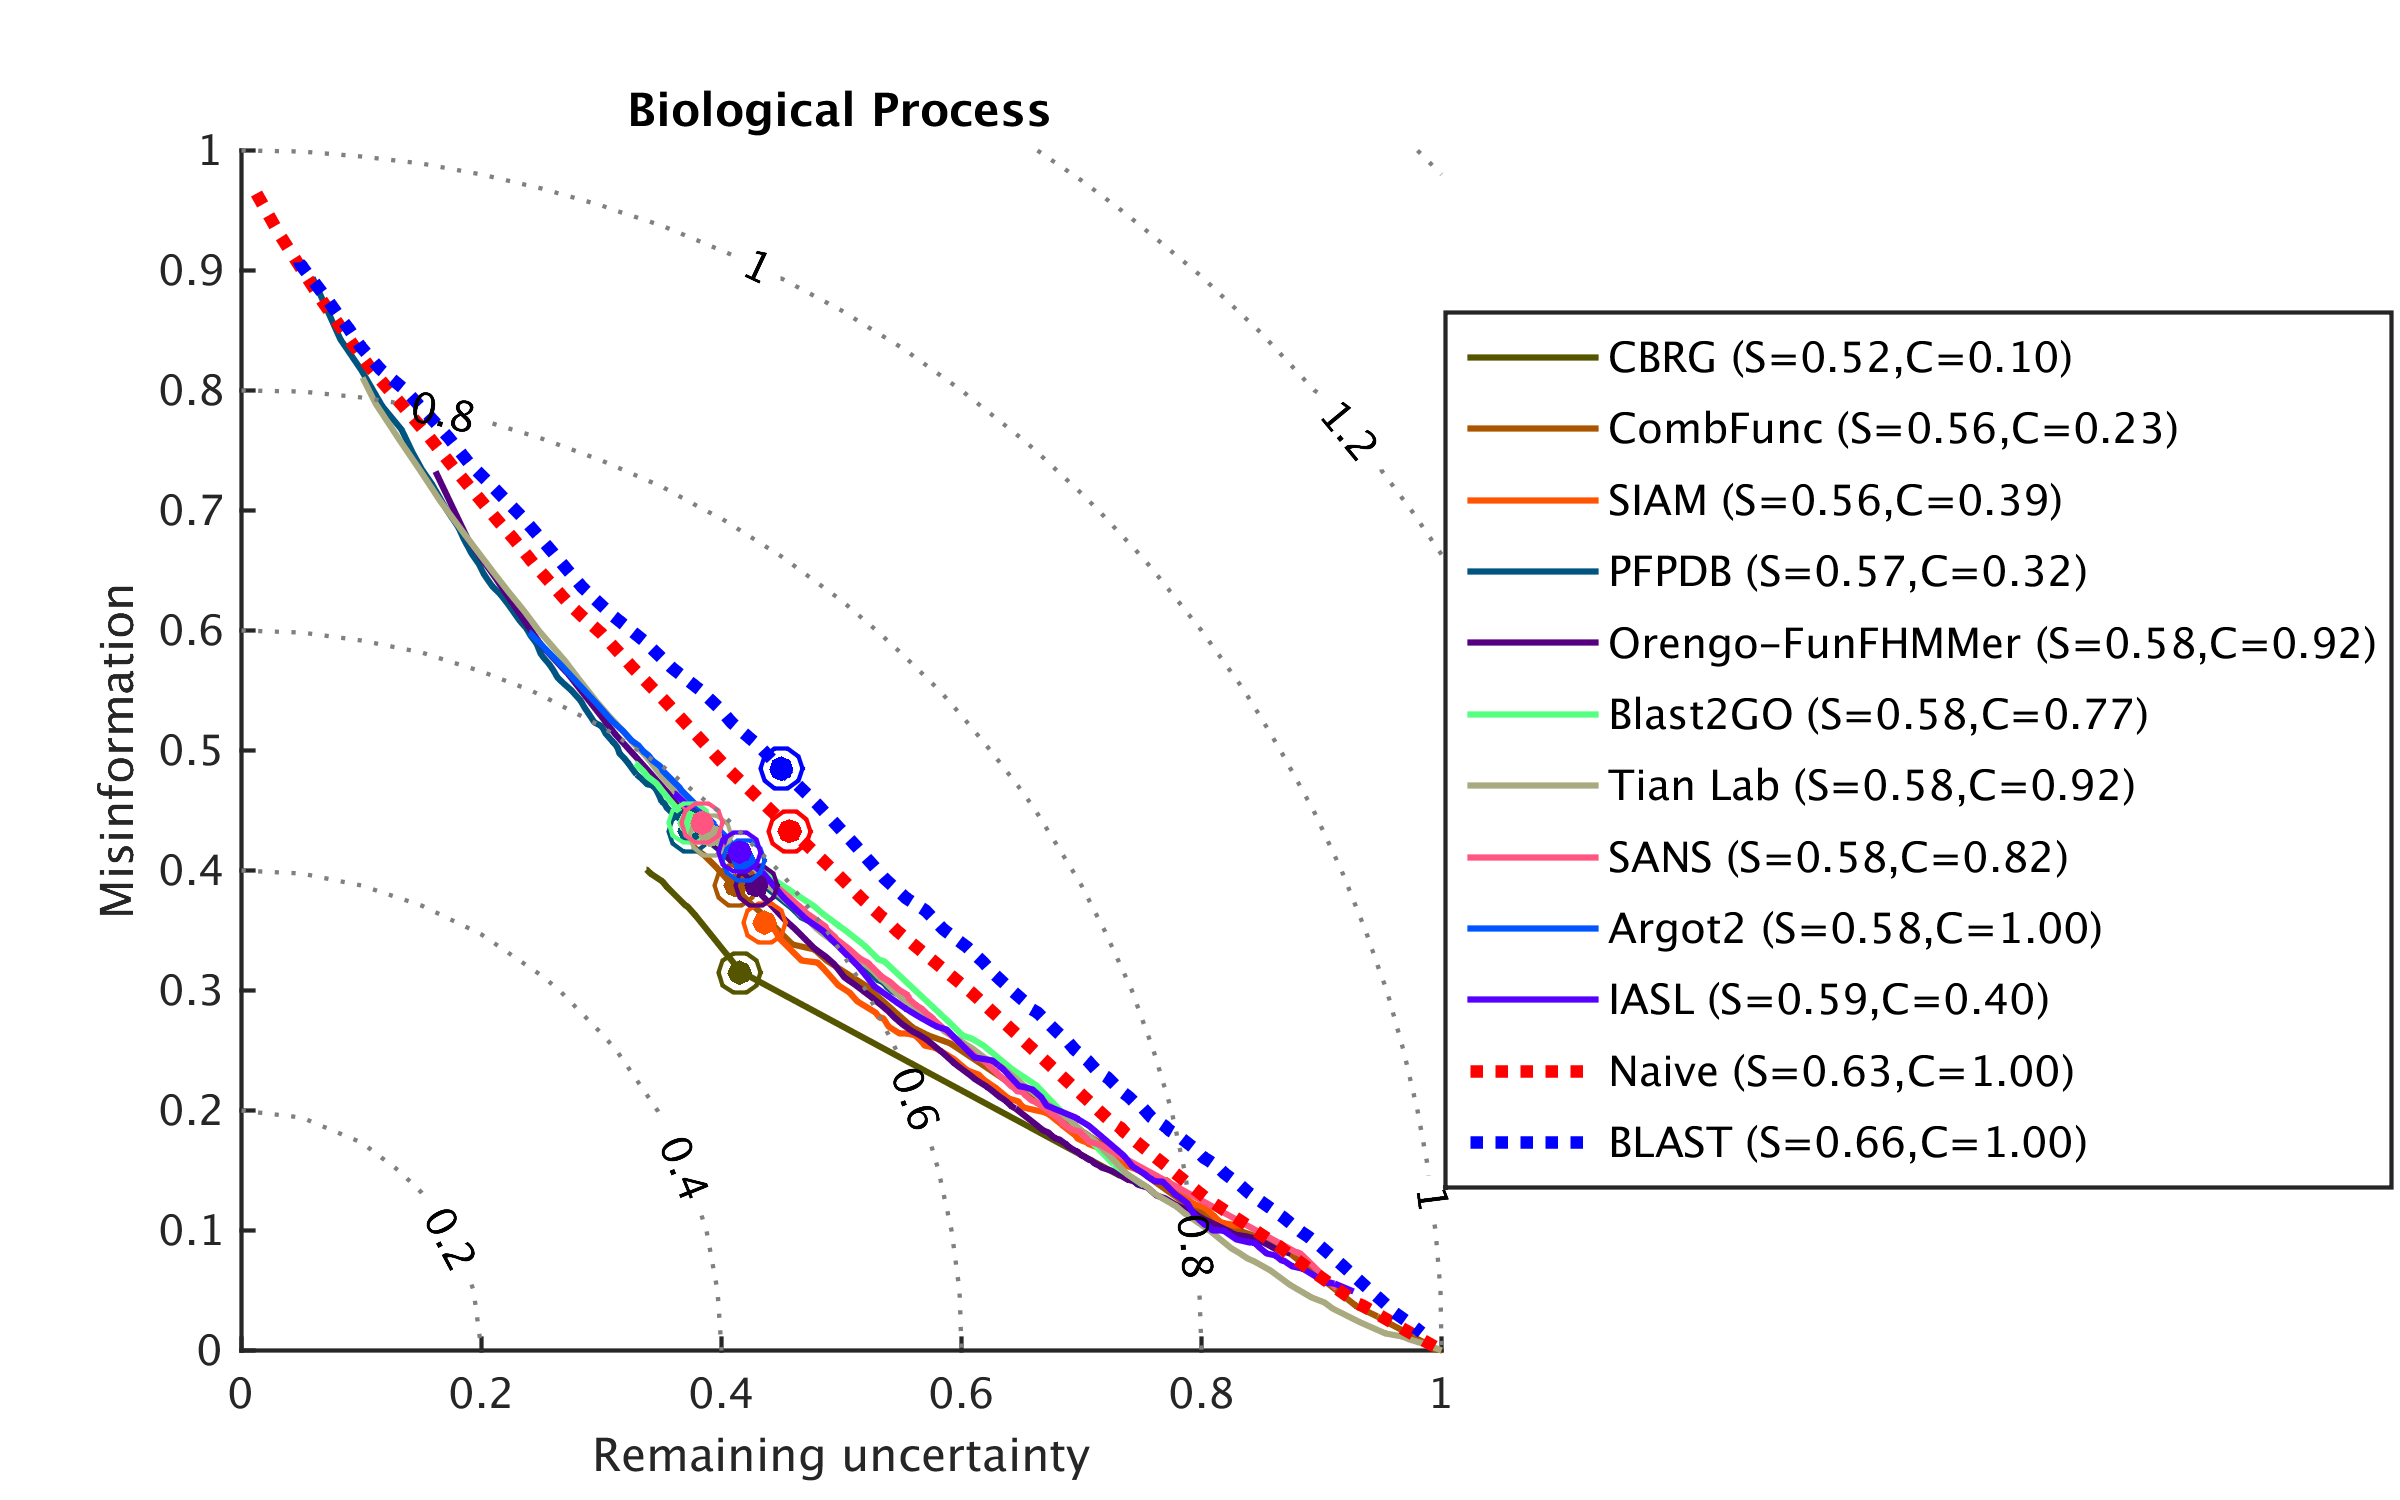 Biological Process
1
0.9
0.8
0.7
0.6
0.5
0.4
0.3
0.2
0.1
0
Misinformation
0 0.2 0.4 0.6 0.8 1
Remaining uncertainty
1
0.8
1.2
0.6
0.4
0.2
0.8
1
CBRG (S=0.52,C=0.10)
CombFunc (S=0.56,C=0.23)
SIAM (S=0.56,C=0.39)
PFPDB (S=0.57,C=0.32)
Orengo-FunFHMMer (S=0.58,C=0.92)
Blast2GO (S=0.58,C=0.77)
Tian Lab (S=0.58,C=0.92)
SANS (S=0.58,C=0.82)
Argot2 (S=0.58,C=1.00)
IASL (S=0.59,C=0.40)
Naive (S=0.63,C=1.00)
BLAST (S=0.66,C=1.00)